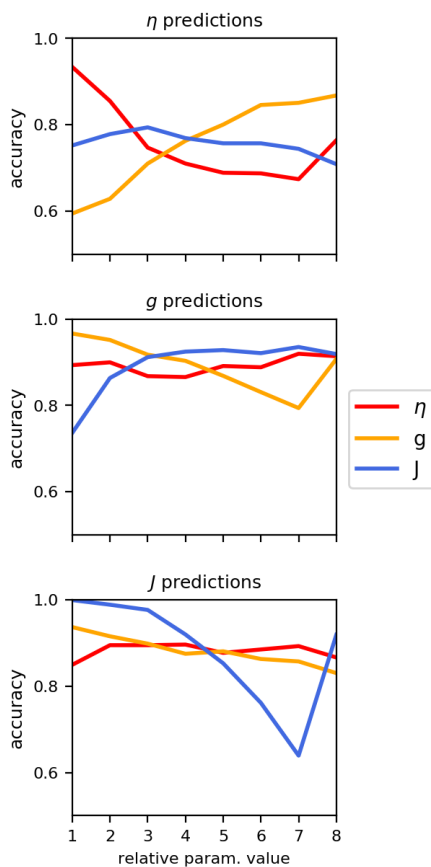 η predictions
1.0
0.8
0.6
accuracy
g predictions
1.0
0.8
0.6
accuracy
η
g
J
J predictions
1.0
0.8
0.6
accuracy
1 2 3 4 5 6 7 8
relative param. value